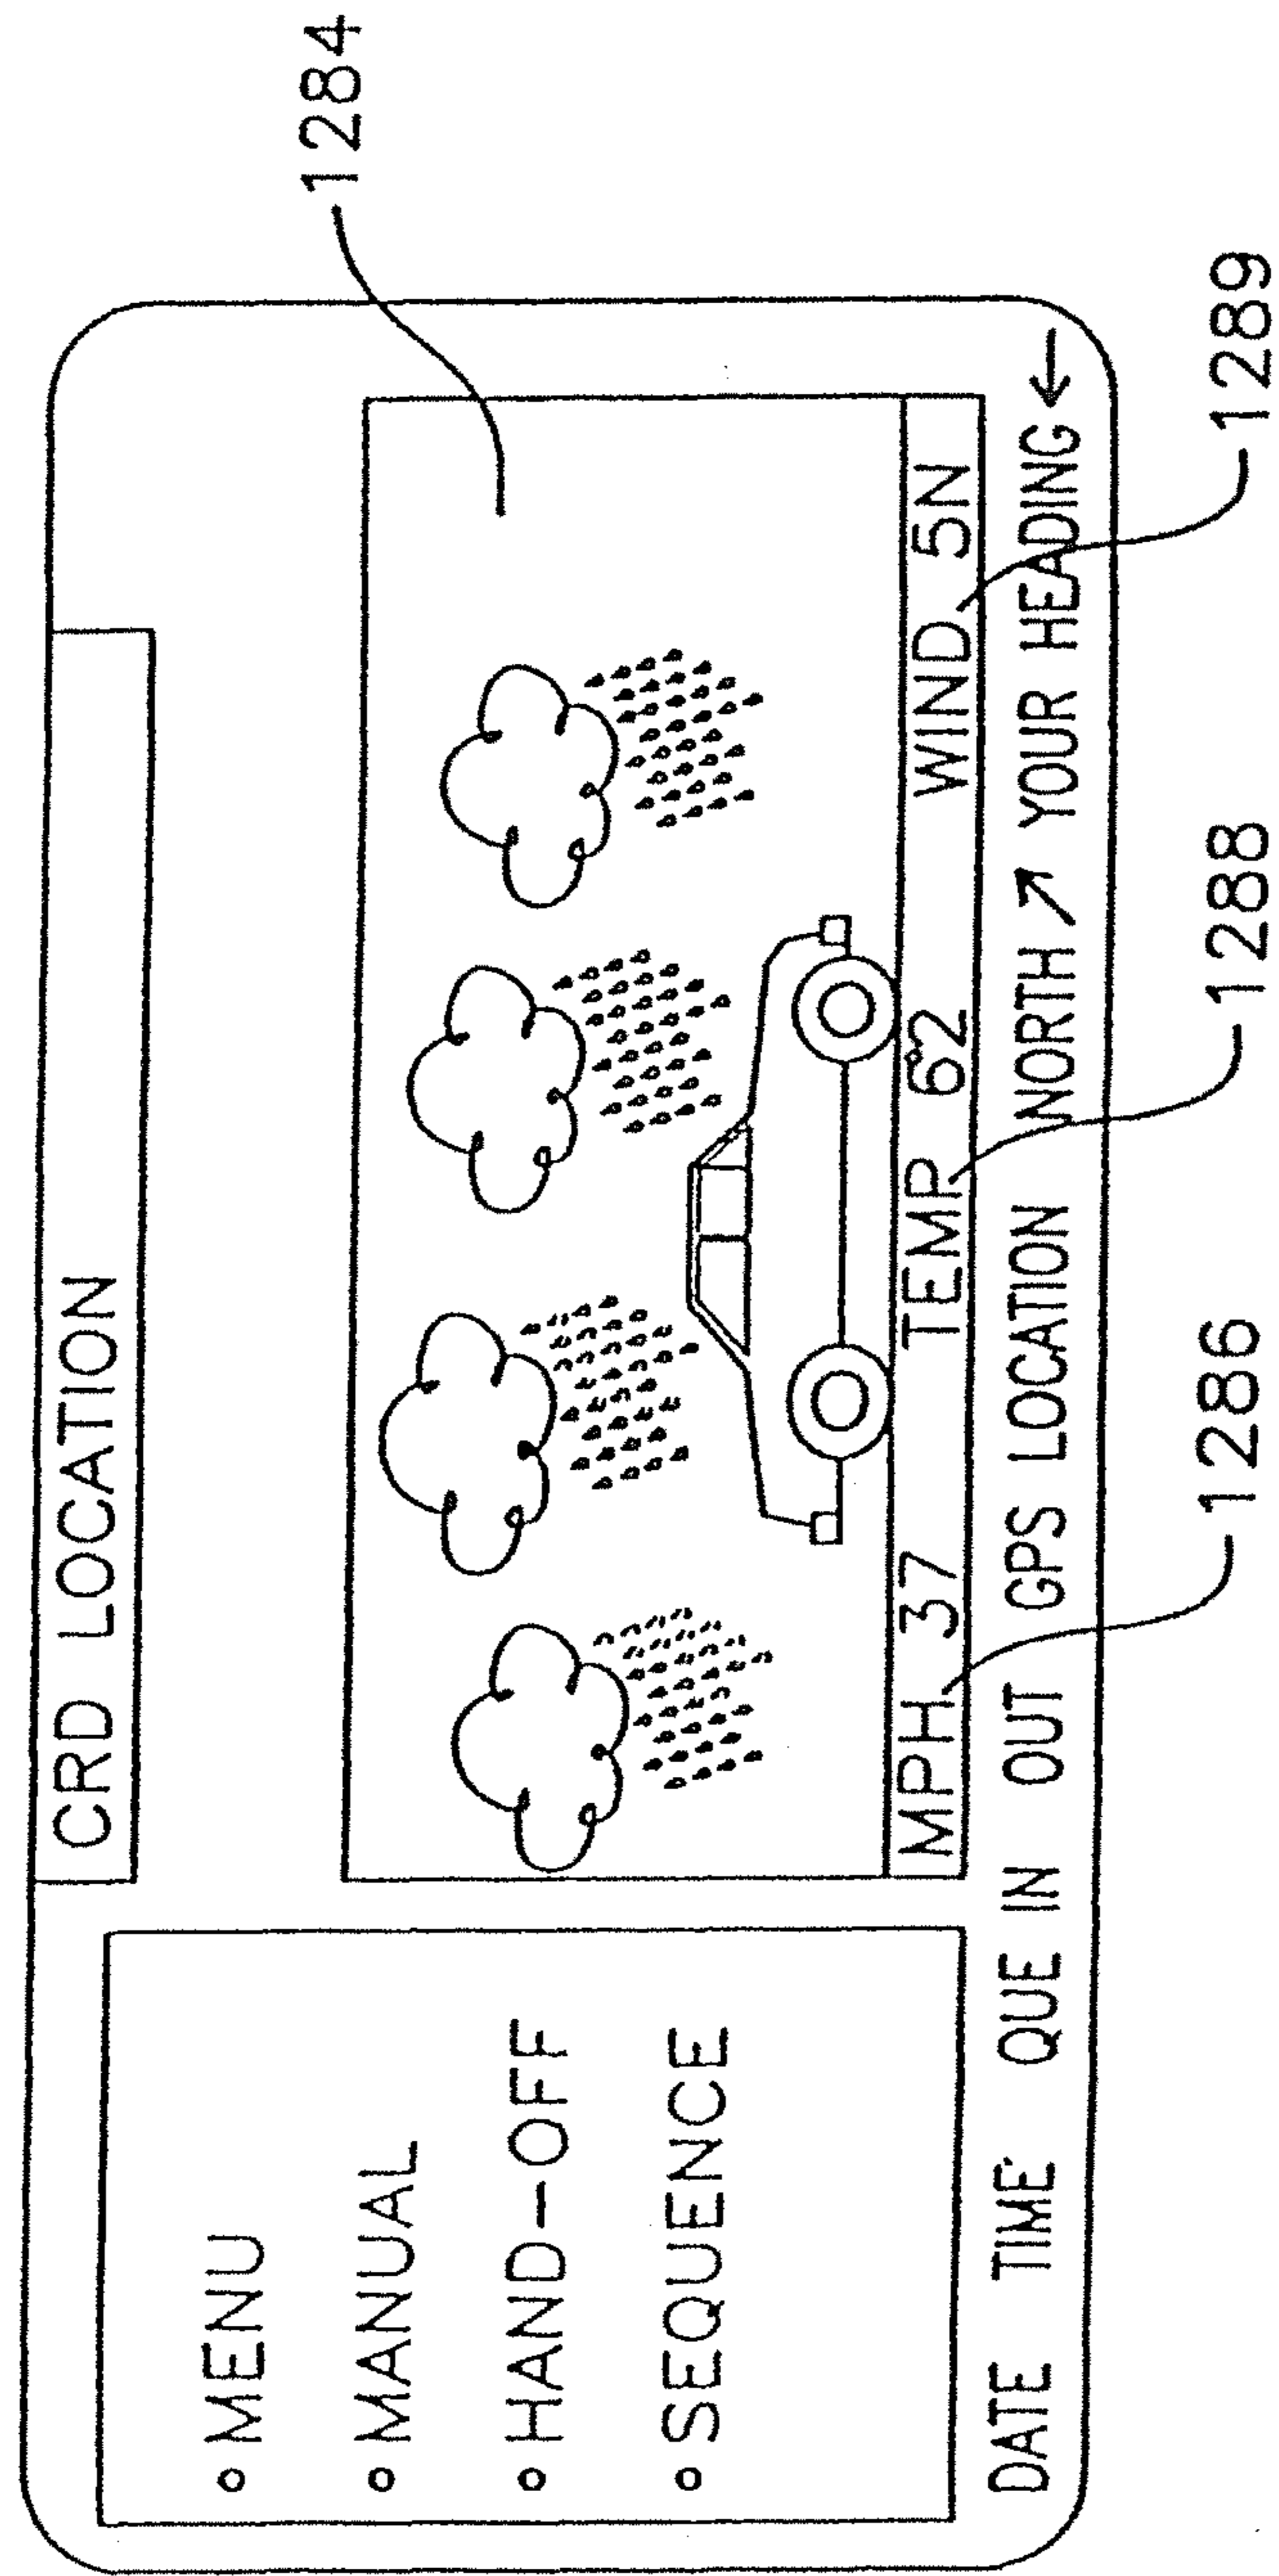 CRD LOCATION
1284
○ MENU
○ MANUAL
○ HAND-OFF
○ SEQUENCE
MPH 37 TEMP 62 WIND 5N
DATE TIME QUE IN OUT GPS LOCATION NORTH ↗ YOUR HEADING ←
1286 1288 1289